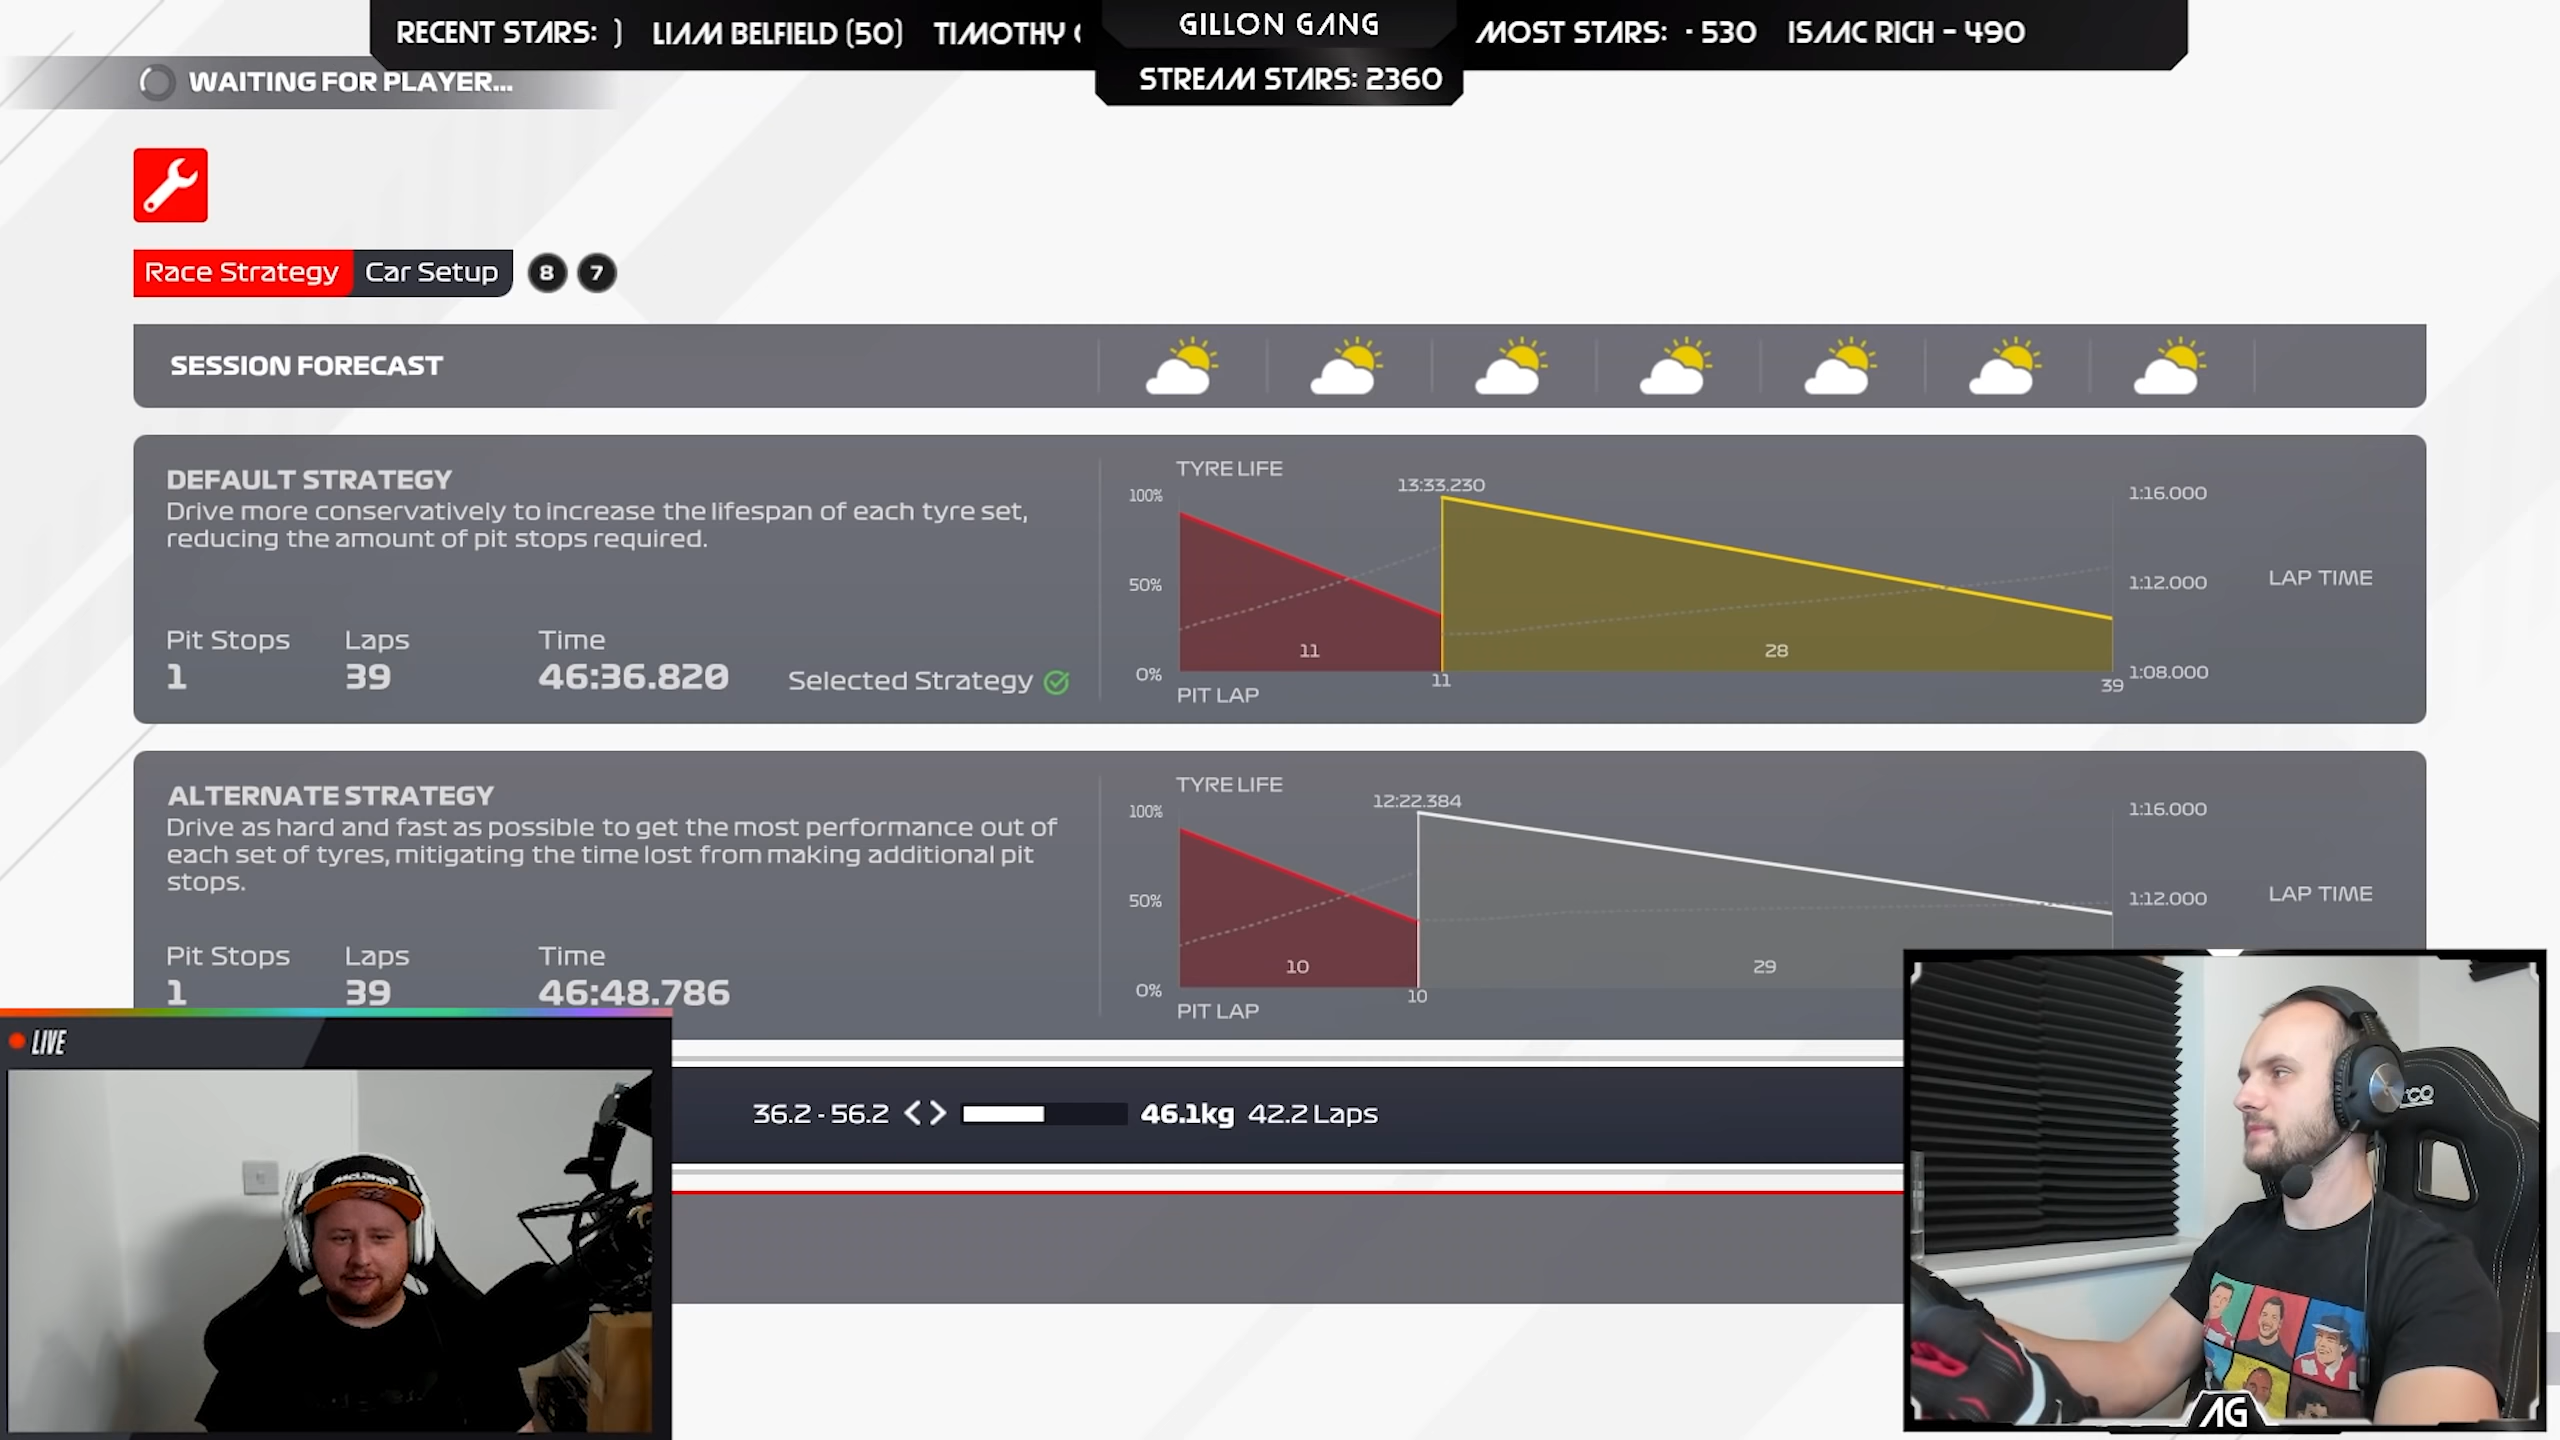 RECENT STARS: ) LIAM BELFIELD (50) TIMOTHY (
GILLON GANG
MOST STARS: - 530 ISAAC RICH - 490
STREAM STARS: 2360
WAITING FOR PLAYER...
Race Strategy Car Setup 8 7
SESSION FORECAST
DEFAULT STRATEGY
Drive more conservatively to increase the lifespan of each tyre set,
reducing the amount of pit stops required.
Pit Stops Laps Time
1 39 46:36.820 Selected Strategy
TYRE LIFE
13:33.230
100%
50%
0%
11 28
11 39
PIT LAP
1:16.000
1:12.000
1:08.000
LAP TIME
ALTERNATE STRATEGY
Drive as hard and fast as possible to get the most performance out of
each set of tyres, mitigating the time lost from making additional pit
stops.
Pit Stops Laps Time
1 39 46:48.786
TYRE LIFE
12:22.384
100%
50%
0%
10 29
10
PIT LAP
1:16.000
1:12.000
LAP TIME
36.2 - 56.2 46.1kg 42.2 Laps
LIVE
McLaren
AG